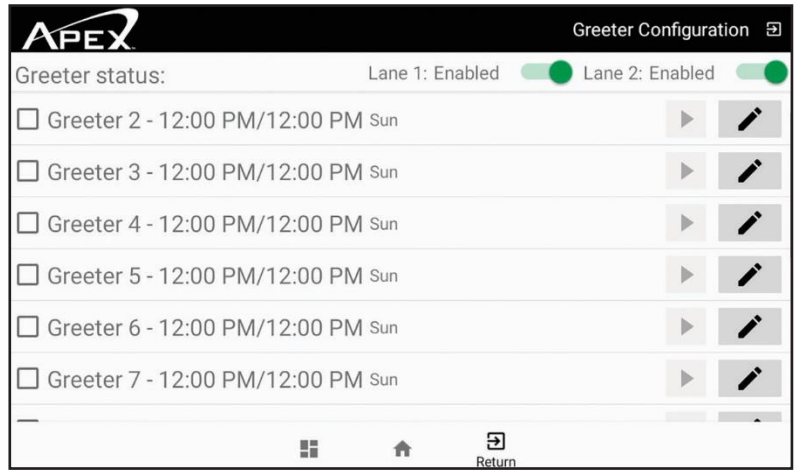 APEX
Greeter Configuration
Greeter status: Lane 1: Enabled Lane 2: Enabled
Greeter 2 - 12:00 PM/12:00 PM Sun
Greeter 3 - 12:00 PM/12:00 PM Sun
Greeter 4 - 12:00 PM/12:00 PM Sun
Greeter 5 - 12:00 PM/12:00 PM Sun
Greeter 6 - 12:00 PM/12:00 PM Sun
Greeter 7 - 12:00 PM/12:00 PM Sun
Return